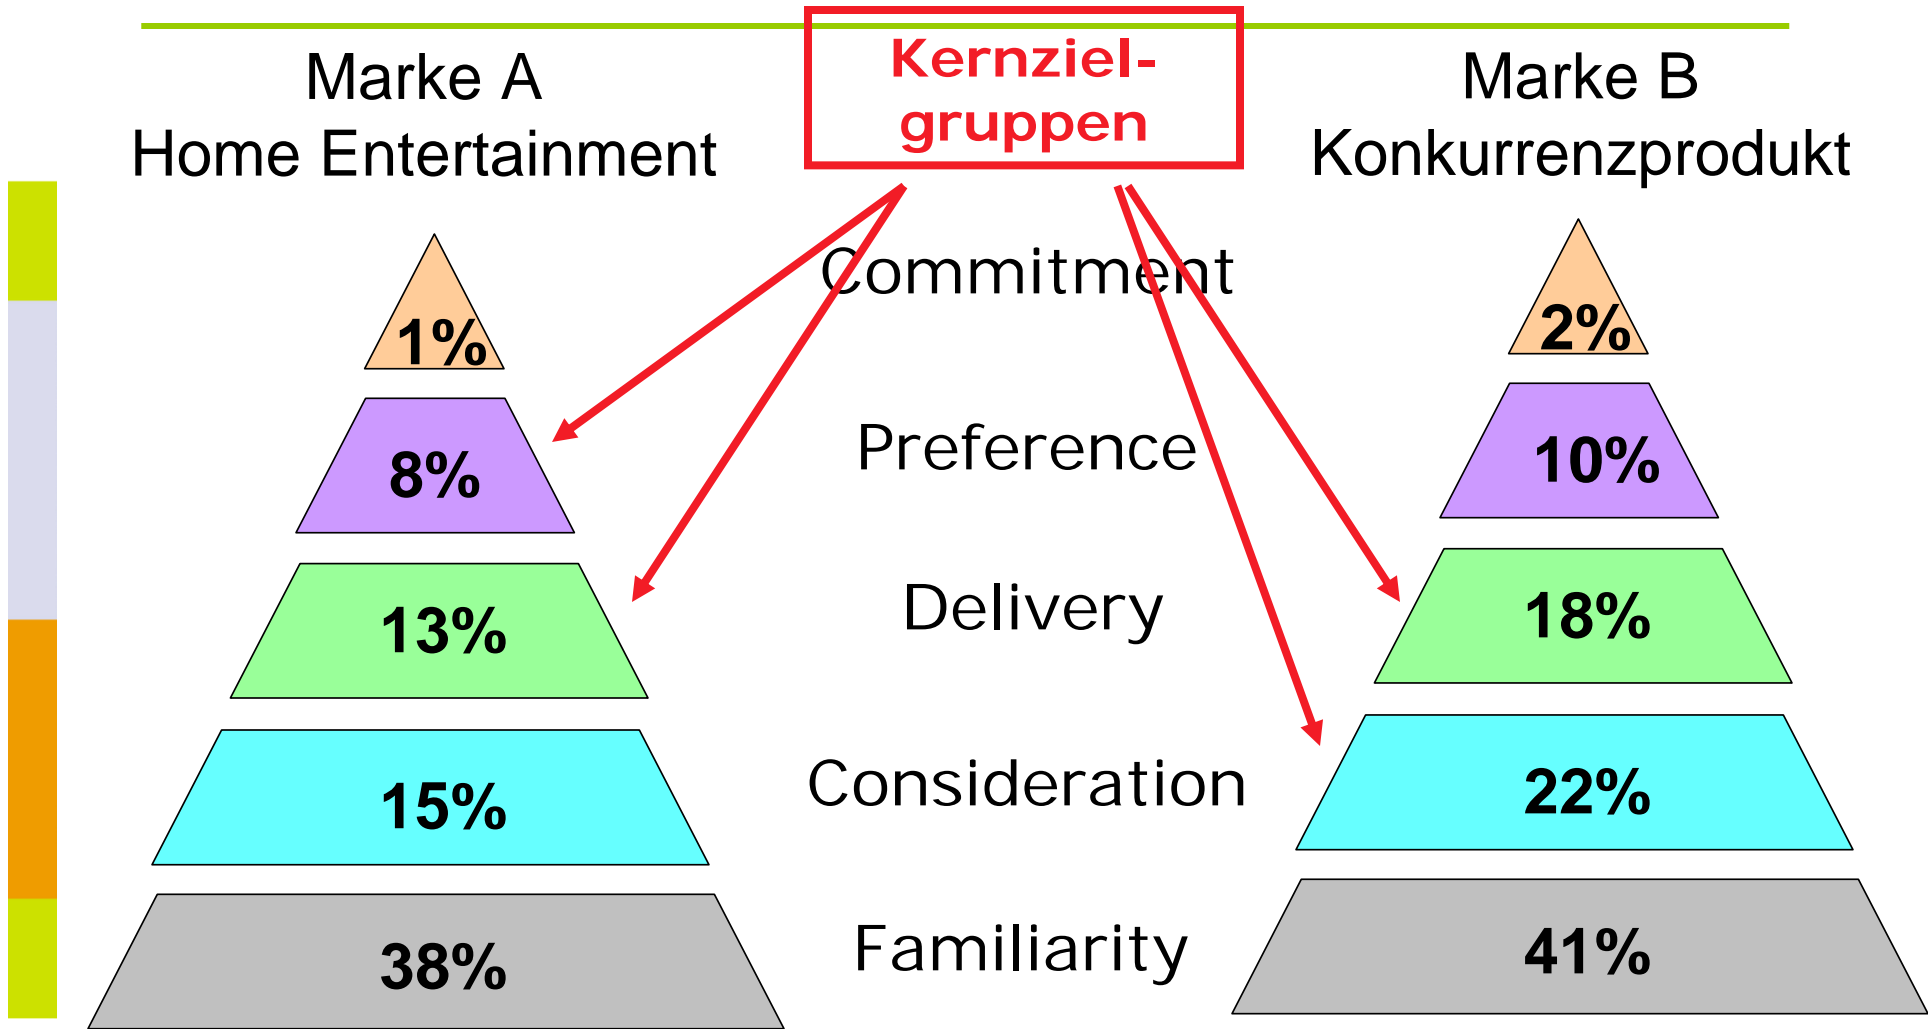 Marke A
Home Entertainment
Kernziel-
gruppen
Marke B
Konkurrenzprodukt
Commitment
1%
2%
Preference
8%
10%
Delivery
13%
18%
Consideration
15%
22%
Familiarity
38%
41%